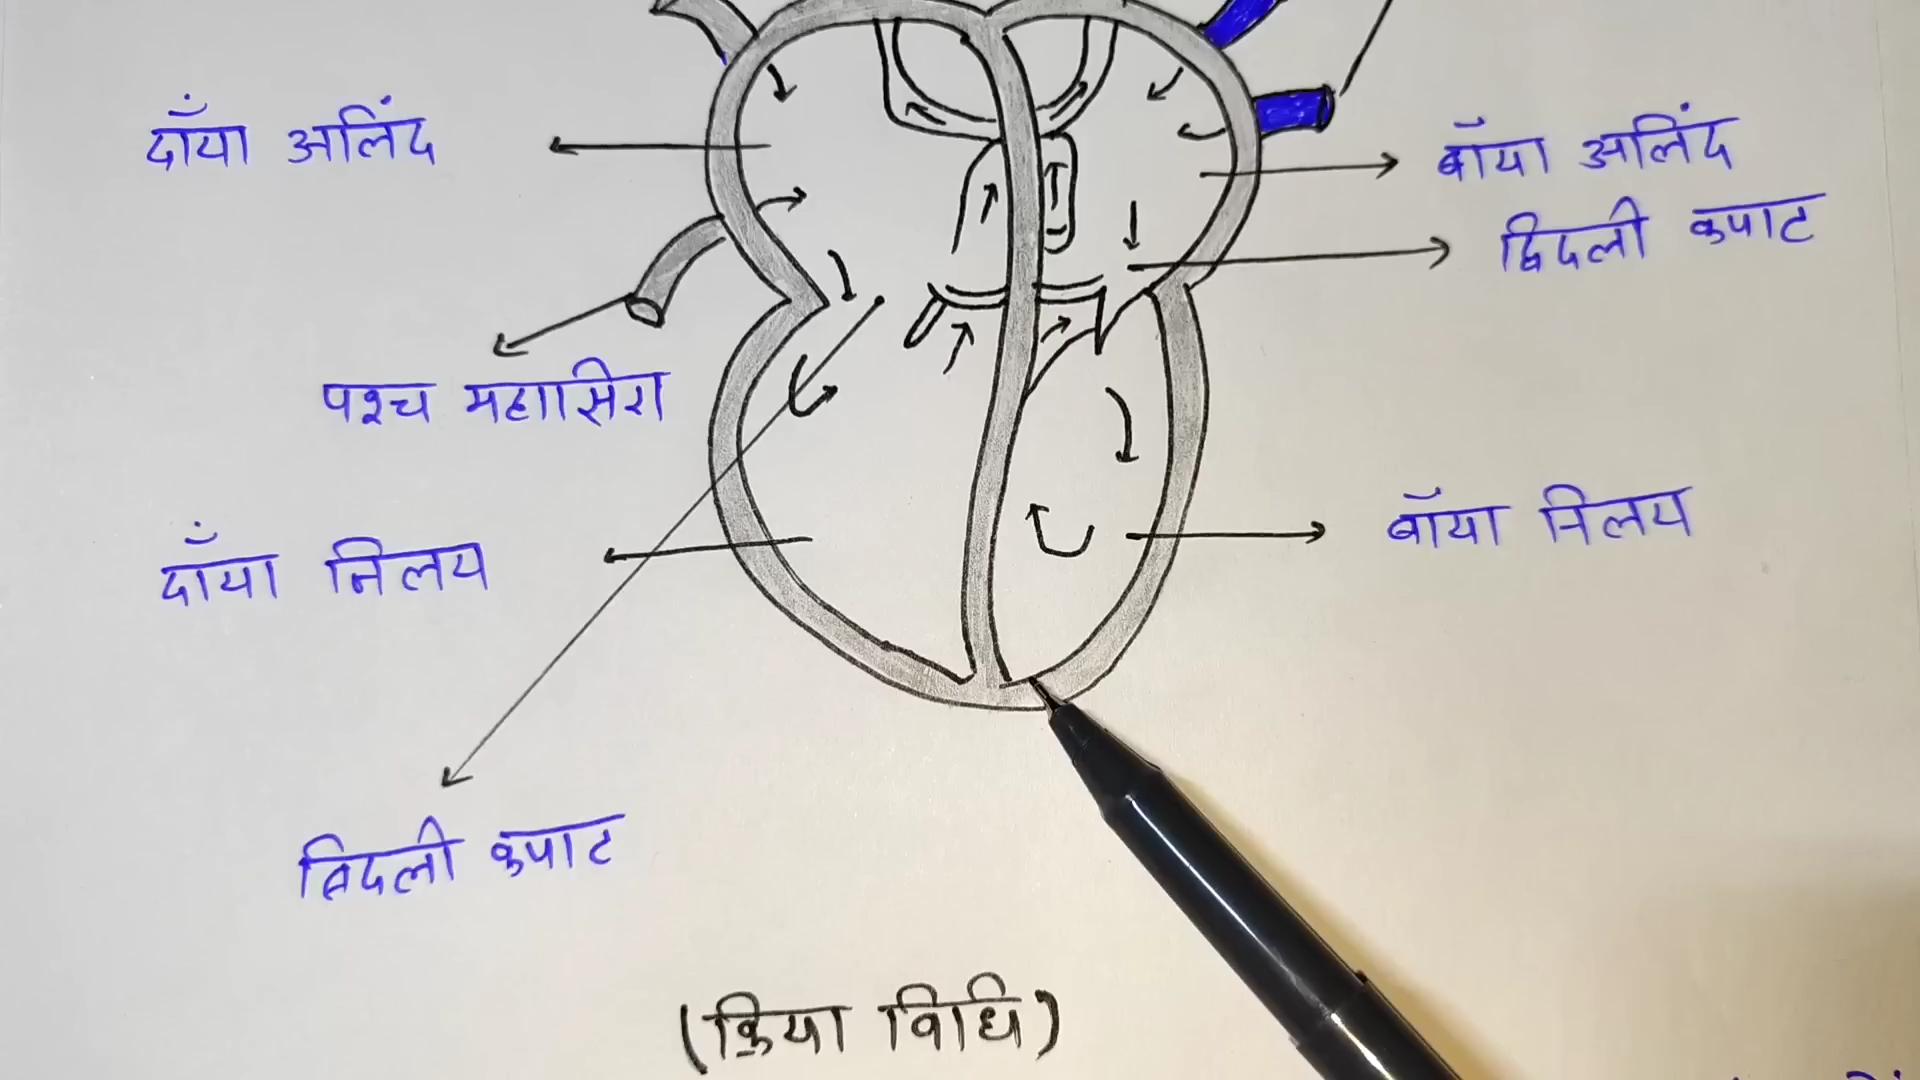 दाँयां अलिंद
बाँया अलिंद
द्विदली कपाट
पश्च महासिरा
दाँयां निलय
बाँया निलय
त्रिदली कपाट
(क्रिया विधि)